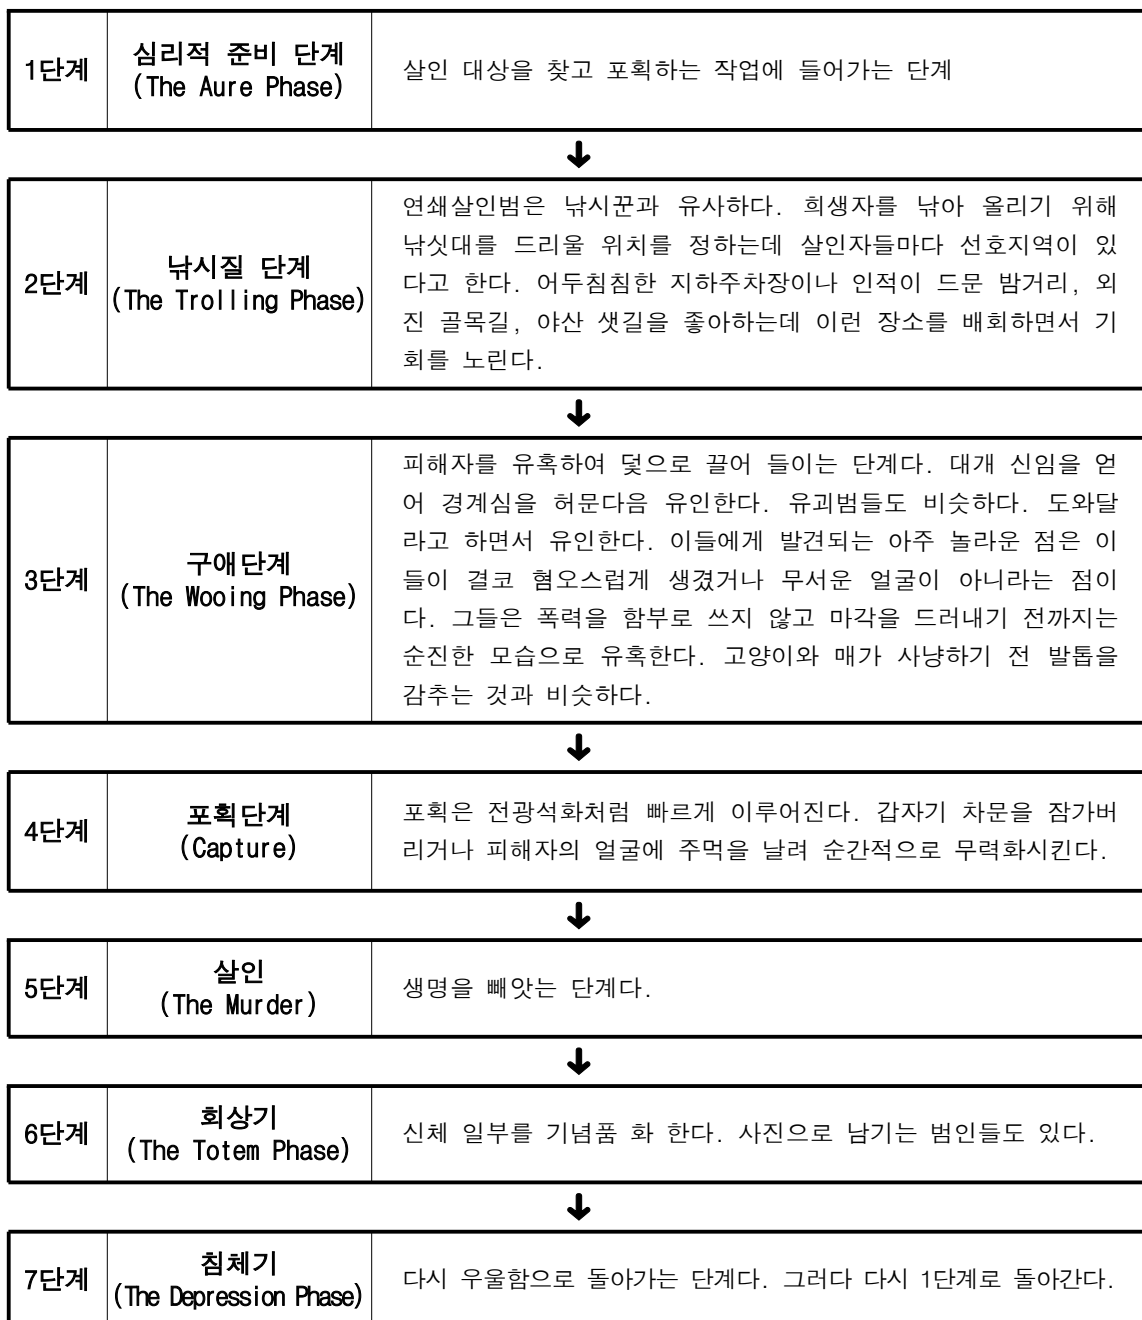 1단계
심리적 준비 단계
(The Aure Phase)
살인 대상을 찾고 포획하는 작업에 들어가는 단계
↓
2단계
낚시질 단계
(The Trolling Phase)
연쇄살인범은 낚시꾼과 유사하다. 희생자를 낚아 올리기 위해
낚싯대를 드리울 위치를 정하는데 살인자들마다 선호지역이 있
다고 한다. 어두침침한 지하주차장이나 인적이 드문 밤거리, 외
진 골목길, 야산 샛길을 좋아하는데 이런 장소를 배회하면서 기
회를 노린다.
↓
3단계
구애단계
(The Wooing Phase)
피해자를 유혹하여 덫으로 끌어 들이는 단계다. 대개 신임을 얻
어 경계심을 허문다음 유인한다. 유괴범들도 비슷하다. 도와달
라고 하면서 유인한다. 이들에게 발견되는 아주 놀라운 점은 이
들이 결코 혐오스럽게 생겼거나 무서운 얼굴이 아니라는 점이
다. 그들은 폭력을 함부로 쓰지 않고 마각을 드러내기 전까지는
순진한 모습으로 유혹한다. 고양이와 매가 사냥하기 전 발톱을
감추는 것과 비슷하다.
↓
4단계
포획단계
(Capture)
포획은 전광석화처럼 빠르게 이루어진다. 갑자기 차문을 잠가버
리거나 피해자의 얼굴에 주먹을 날려 순간적으로 무력화시킨다.
↓
5단계
살인
(The Murder)
생명을 빼앗는 단계다.
↓
6단계
회상기
(The Totem Phase)
신체 일부를 기념품 화 한다. 사진으로 남기는 범인들도 있다.
↓
7단계
침체기
(The Depression Phase)
다시 우울함으로 돌아가는 단계다. 그러다 다시 1단계로 돌아간다.